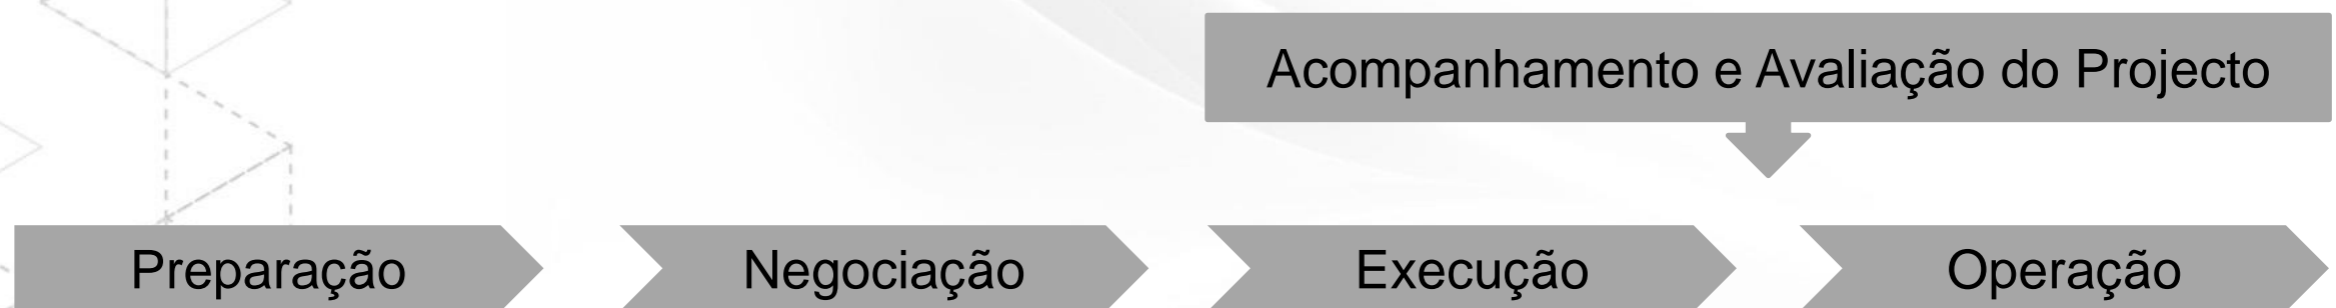 Acompanhamento e Avaliação do Projecto
Preparação
Negociação
Execução
Operação